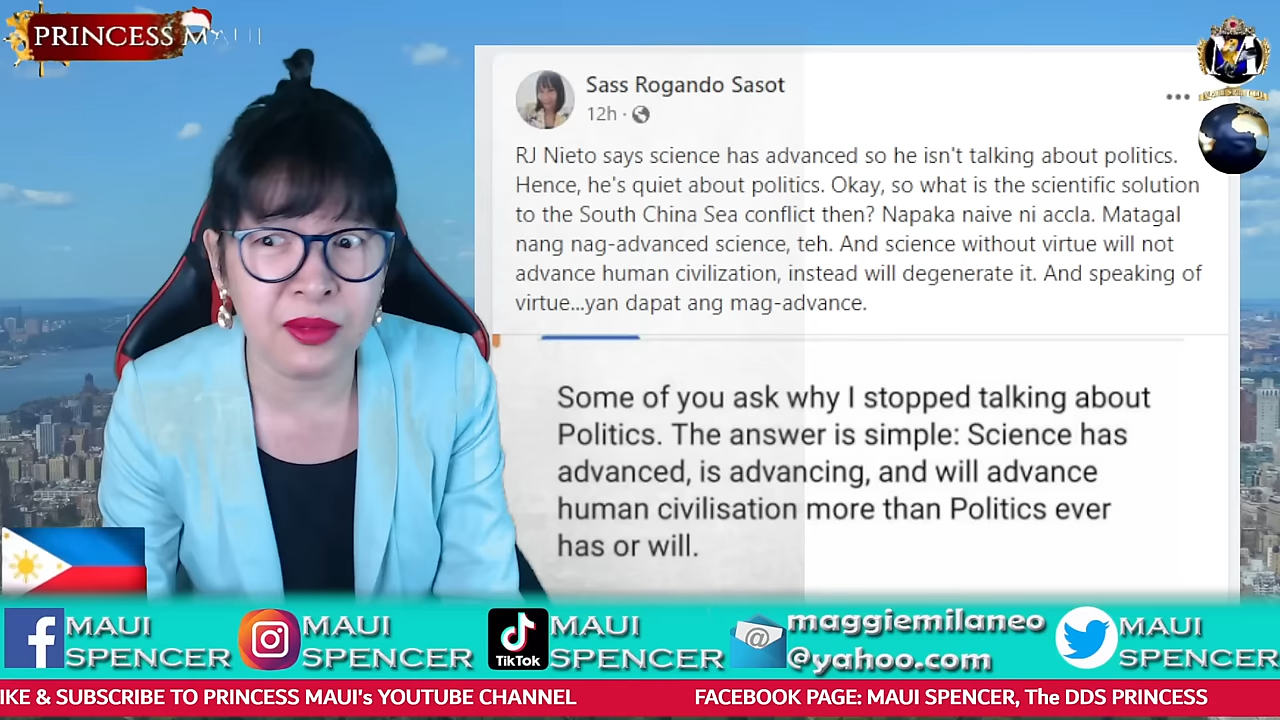 PRINCESS MAUI
Sass Rogando Sasot
12h
RJ Nieto says science has advanced so he isn't talking about politics.
Hence, he's quiet about politics. Okay, so what is the scientific solution
to the South China Sea conflict then? Napaka naive ni accla. Matagal
nang nag-advanced science, teh. And science without virtue will not
advance human civilization, instead will degenerate it. And speaking of
virtue...yan dapat ang mag-advance.
Some of you ask why I stopped talking about
Politics. The answer is simple: Science has
advanced, is advancing, and will advance
human civilisation more than Politics ever
has or will.
MAUI
SPENCER
MAUI
SPENCER
TikTok
MAUI
SPENCER
maggiemilaneo
@yahoo.com
MAUI
SPENCER
IKE & SUBSCRIBE TO PRINCESS MAUI's YOUTUBE CHANNEL
FACEBOOK PAGE: MAUI SPENCER, The DDS PRINCESS